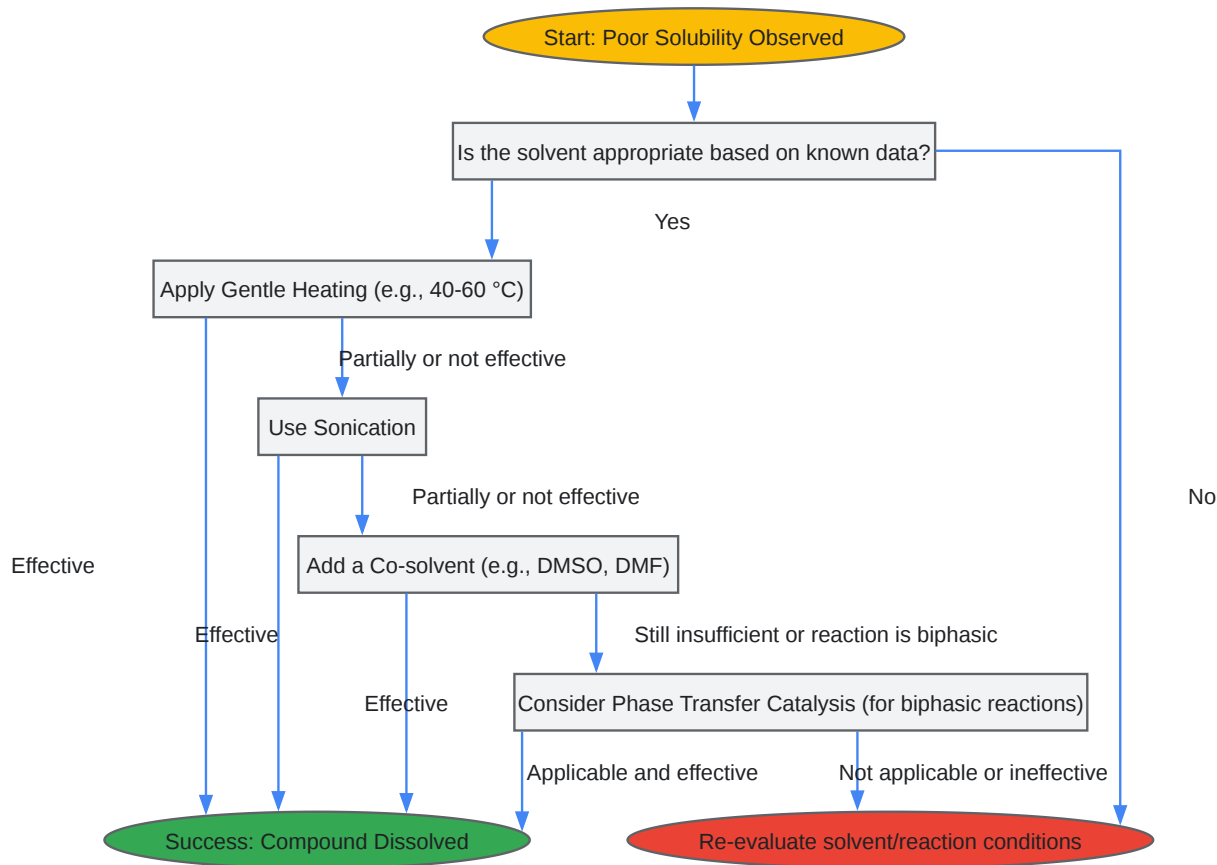 Start: Poor Solubility Observed
Is the solvent appropriate based on known data?
Yes
Apply Gentle Heating (e.g., 40-60 °C)
Partially or not effective
Use Sonication
Partially or not effective
No
Effective
Add a Co-solvent (e.g., DMSO, DMF)
Effective
Still insufficient or reaction is biphasic
Effective
Consider Phase Transfer Catalysis (for biphasic reactions)
Applicable and effective
Not applicable or ineffective
Success: Compound Dissolved
Re-evaluate solvent/reaction conditions